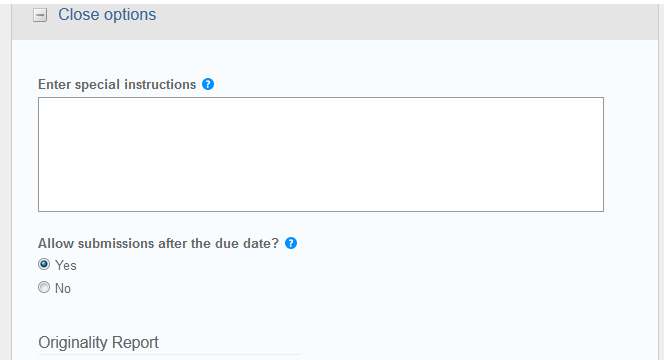 Close options
Enter special instructions ?
Allow submissions after the due date? ?
Yes
No
Originality Report